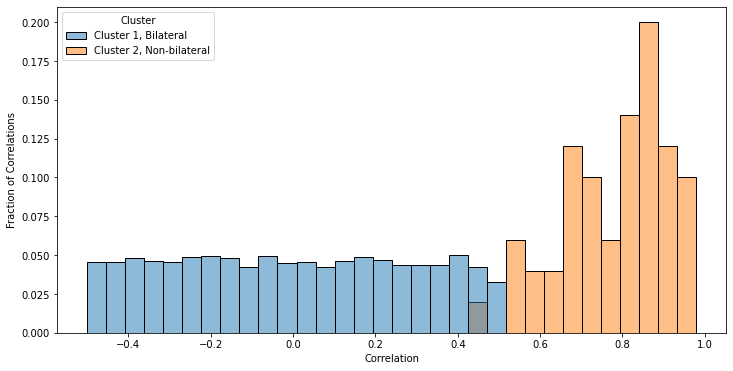 Cluster
Cluster 1, Bilateral
Cluster 2, Non-bilateral
Fraction of Correlations
0.200
0.175
0.150
0.125
0.100
0.075
0.050
0.025
0.000
−0.4 −0.2 0.0 0.2 0.4 0.6 0.8 1.0
Correlation